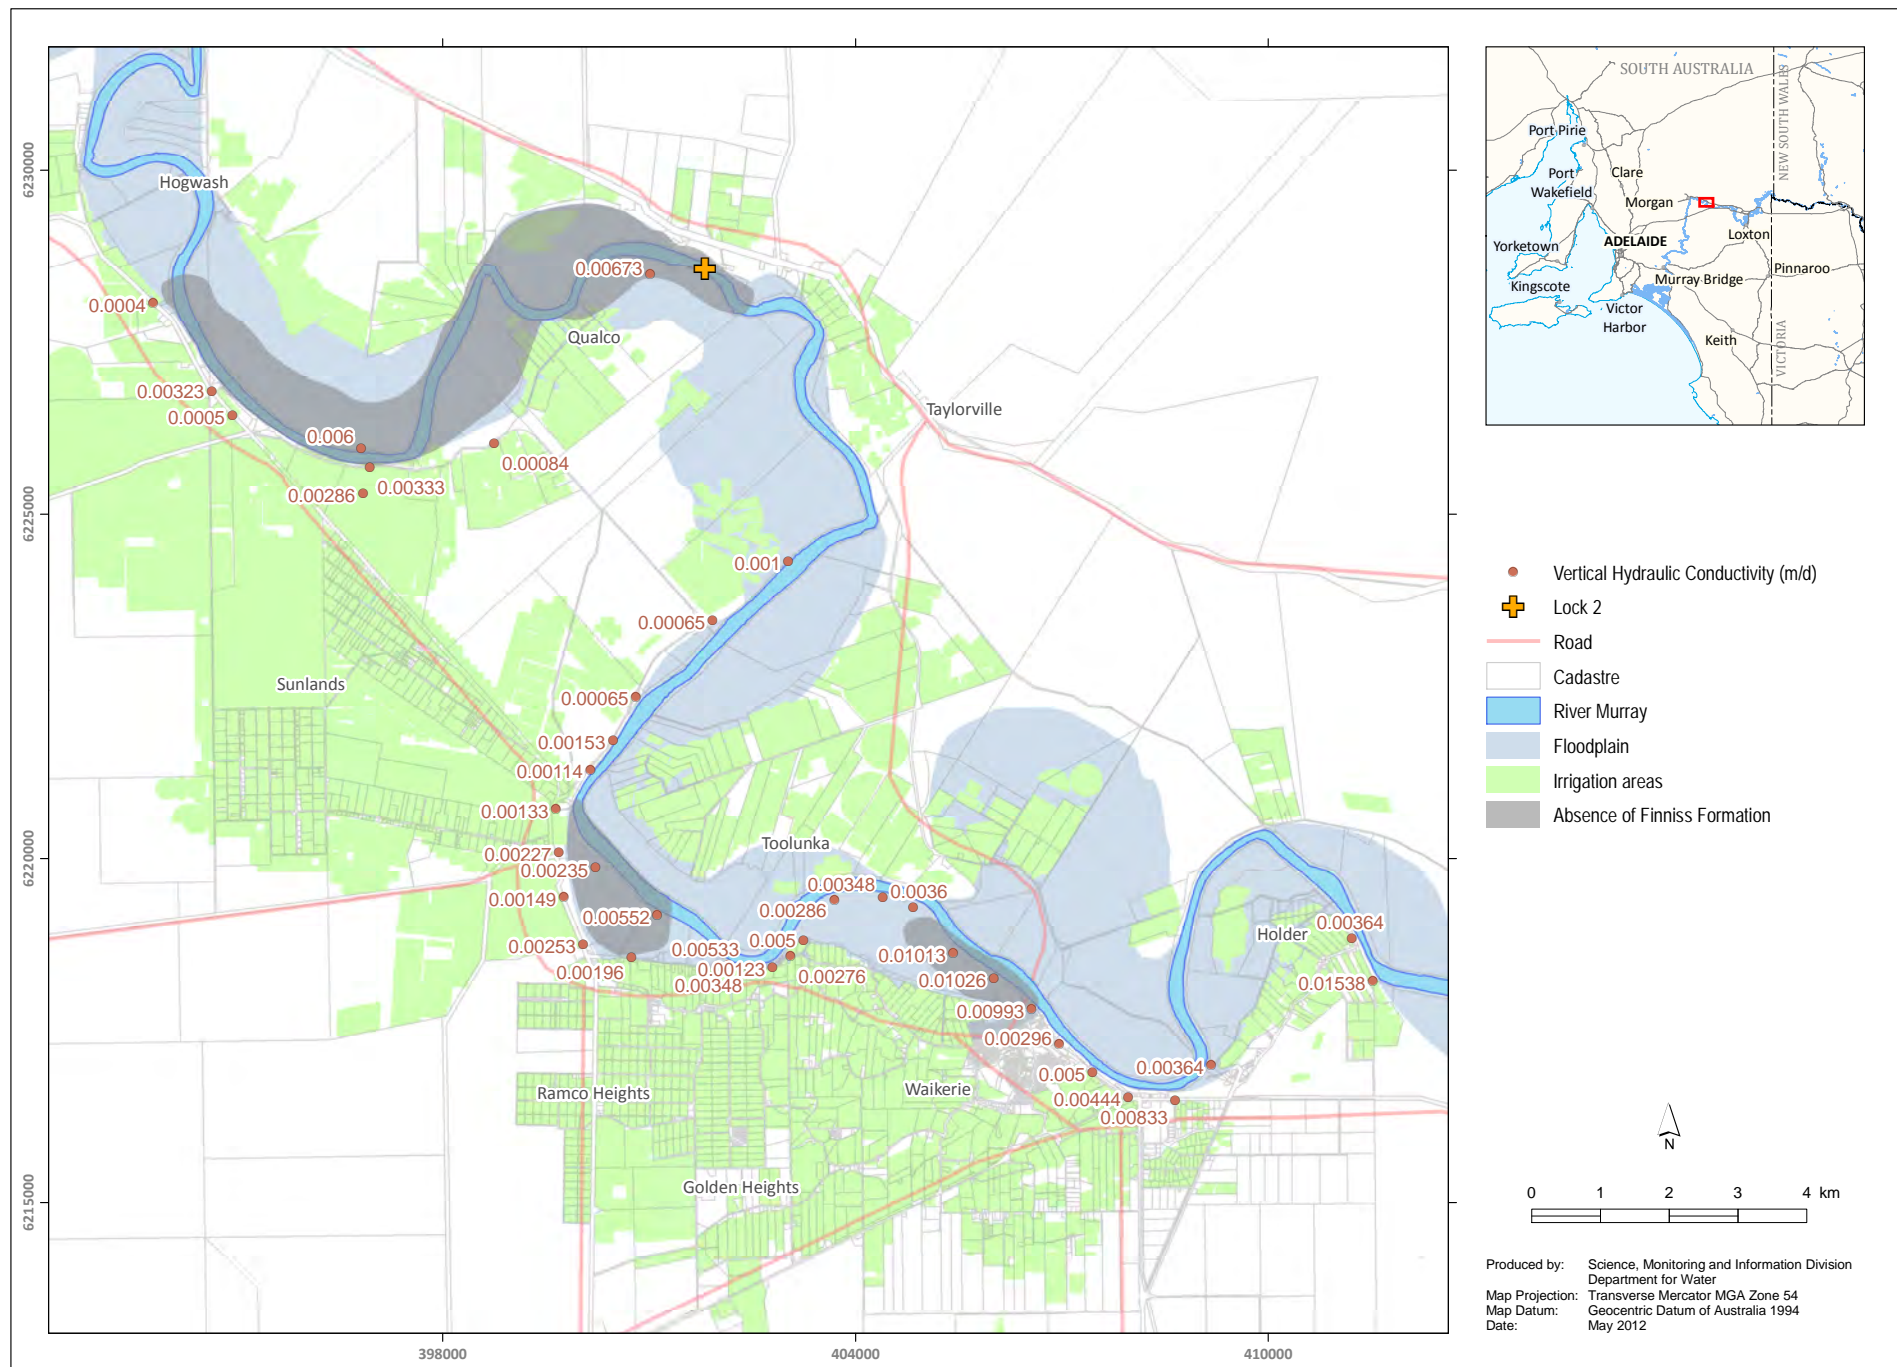 Hogwash
0.0004
0.00673
Qualco
0.00323
0.0005
0.006
0.00084
0.00333
0.00286
Taylorville
0.001
0.00065
Sunlands
0.00065
0.00153
0.00114
0.00133
Toolunka
0.00227
0.00235
0.00149
0.00348
0.0036
0.00286
0.00552
0.00253
0.00533
0.005
0.00196
0.00123
0.00276
0.00348
0.01013
0.01026
Holder
0.00364
0.01538
0.00993
0.00296
0.00364
0.005
Ramco Heights
Waikerie
0.00444
0.00833
Golden Heights
6230000
6225000
6220000
6215000
398000
404000
410000
SOUTH AUSTRALIA
NEW SOUTH WALES
Port Pirie
Port
Wakefield
Clare
Morgan
Loxton
ADELAIDE
Yorketown
Pinnaroo
Murray Bridge
Kingscote
Victor
Harbor
Keith
VICTORIA
Vertical Hydraulic Conductivity (m/d)
Lock 2
Road
Cadastre
River Murray
Floodplain
Irrigation areas
Absence of Finniss Formation
N
0 1 2 3 4 km
Produced by: Science, Monitoring and Information Division
Department for Water
Map Projection: Transverse Mercator MGA Zone 54
Map Datum: Geocentric Datum of Australia 1994
Date: May 2012